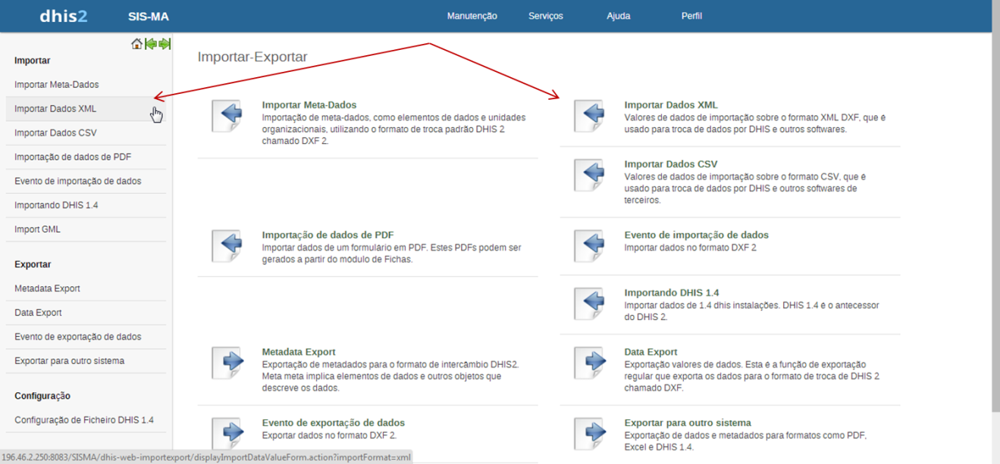 dhis2
SIS-MA
Manutenção
Serviços
Ajuda
Perfil
Importar
Importar Meta-Dados
Importar Dados XML
Importar Dados CSV
Importação de dados de PDF
Evento de importação de dados
Importando DHIS 1.4
Import GML
Exportar
Metadata Export
Data Export
Evento de exportação de dados
Exportar para outro sistema
Configuração
Configuração de Ficheiro DHIS 1.4
Importar-Exportar
Importar Meta-Dados
Importação de meta-dados, como elementos de dados e unidades
organizacionais, utilizando o formato de troca padrão DHIS 2
chamado DXF 2.
Importar Dados XML
Valores de dados de importação sobre o formato XML DXF, que é
usado para troca de dados por DHIS e outros softwares.
Importar Dados CSV
Valores de dados de importação sobre o formato CSV, que é
usado para troca de dados por DHIS e outros softwares de
terceiros.
Importação de dados de PDF
Importar dados de um formulário em PDF. Estes PDFs podem ser
gerados a partir do módulo de Fichas.
Evento de importação de dados
Importar dados no formato DXF 2
Importando DHIS 1.4
Importar dados de 1.4 dhis instalações. DHIS 1.4 é o antecessor
do DHIS 2.
Metadata Export
Exportação de metadados para o formato de intercâmbio DHIS2.
Meta meta implica elementos de dados e outros objetos que
descreve os dados.
Data Export
Exportação valores de dados. Esta é a função de exportação
regular que exporta os dados para o formato de troca de DHIS 2
chamado DXF.
Evento de exportação de dados
Exportar dados no formato DXF 2.
Exportar para outro sistema
Exportação de dados e metadados para formatos como PDF,
Excel e DHIS 1.4.
196.46.2.250:8083/SISMA/dhis-web-importexport/displayImportDataValueForm.action?importFormat=xml